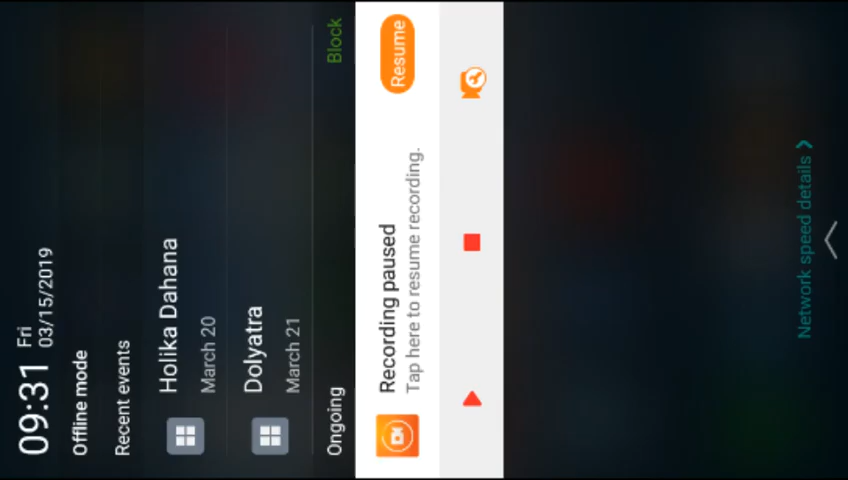 09:31 Fri
03/15/2019
Offline mode
Recent events
Holika Dahana
March 20
Dolyatra
March 21
Ongoing Block
Recording paused
Tap here to resume recording.
Resume
Network speed details